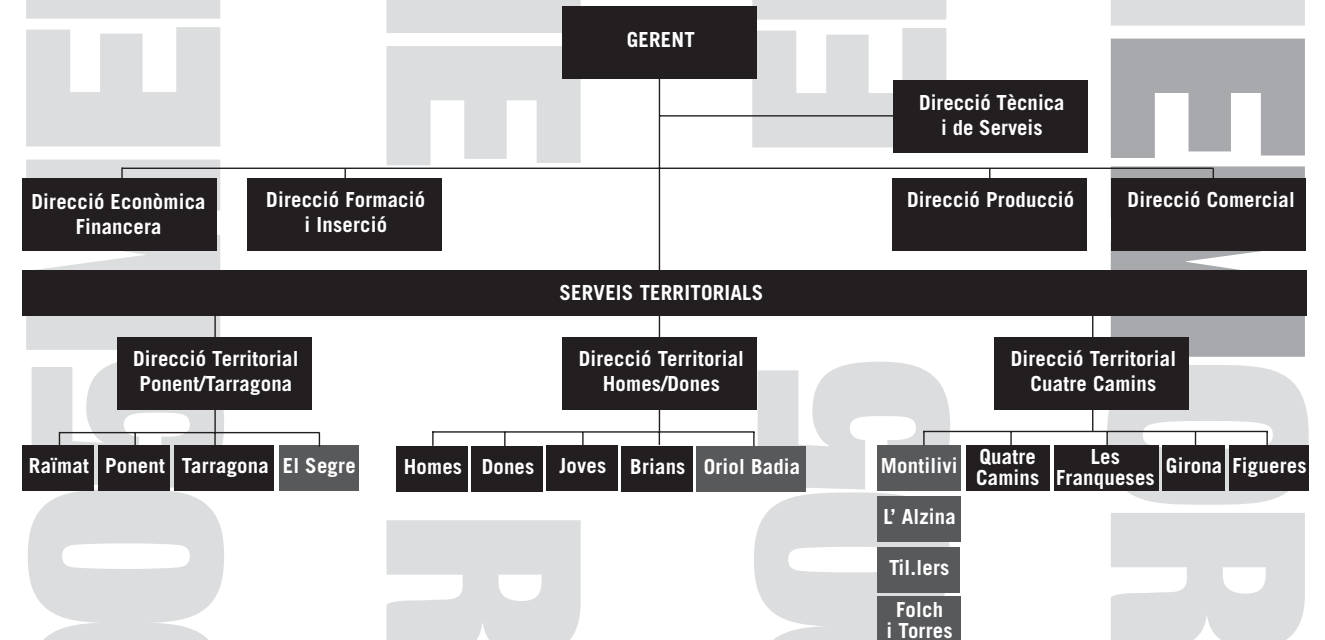 GERENT
Direcció Tècnica
i de Serveis
Direcció Econòmica
Financera
Direcció Formació
i Inserció
Direcció Producció
Direcció Comercial
SERVEIS TERRITORIALS
Direcció Territorial
Ponent/Tarragona
Direcció Territorial
Homes/Dones
Direcció Territorial
Cuatre Camins
Raïmat
Ponent
Tarragona
El Segre
Homes
Dones
Joves
Brians
Oriol Badia
Montilivi
Quatre
Camins
Les
Franqueses
Girona
Figueres
L' Alzina
Til.lers
Folch
i Torres